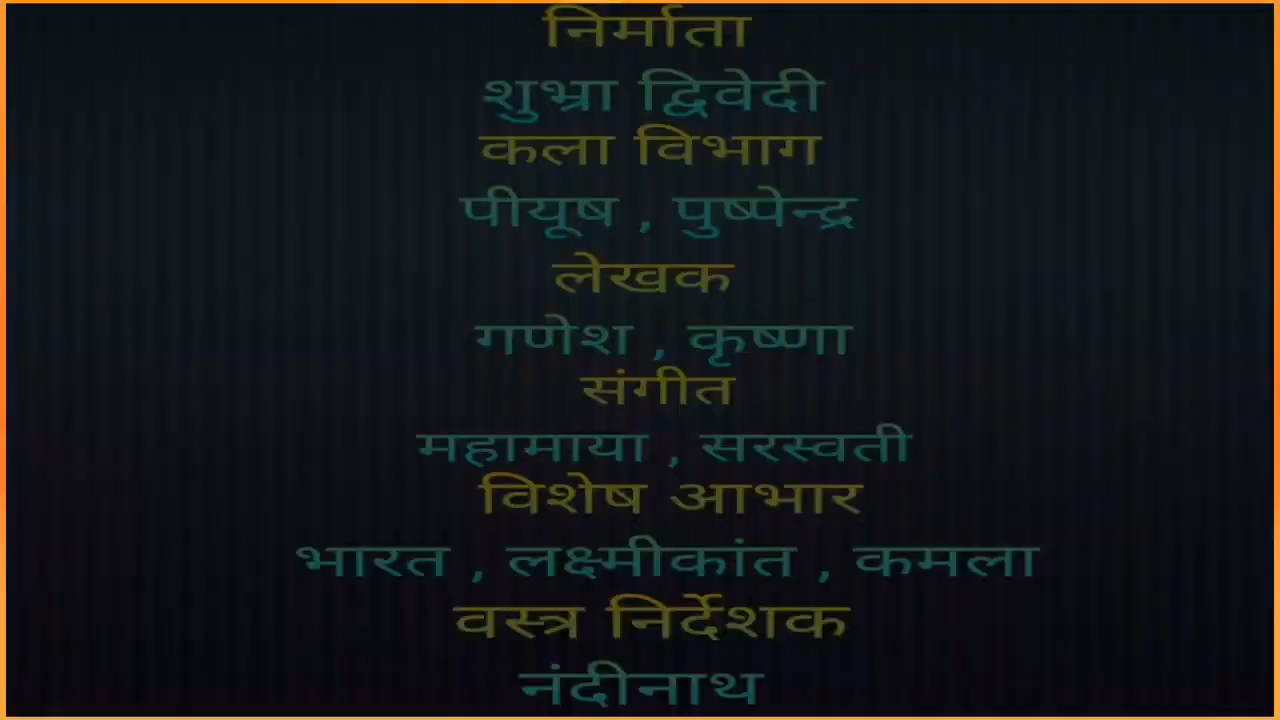 निर्माता
शुभ्रा द्विवेदी
कला विभाग
पीयूष , पुष्पेन्द्र
लेखक
गणेश , कृष्णा
संगीत
महामाया , सरस्वती
विशेष आभार
भारत , लक्ष्मीकांत , कमला
वस्त्र निर्देशक
नंदीनाथ